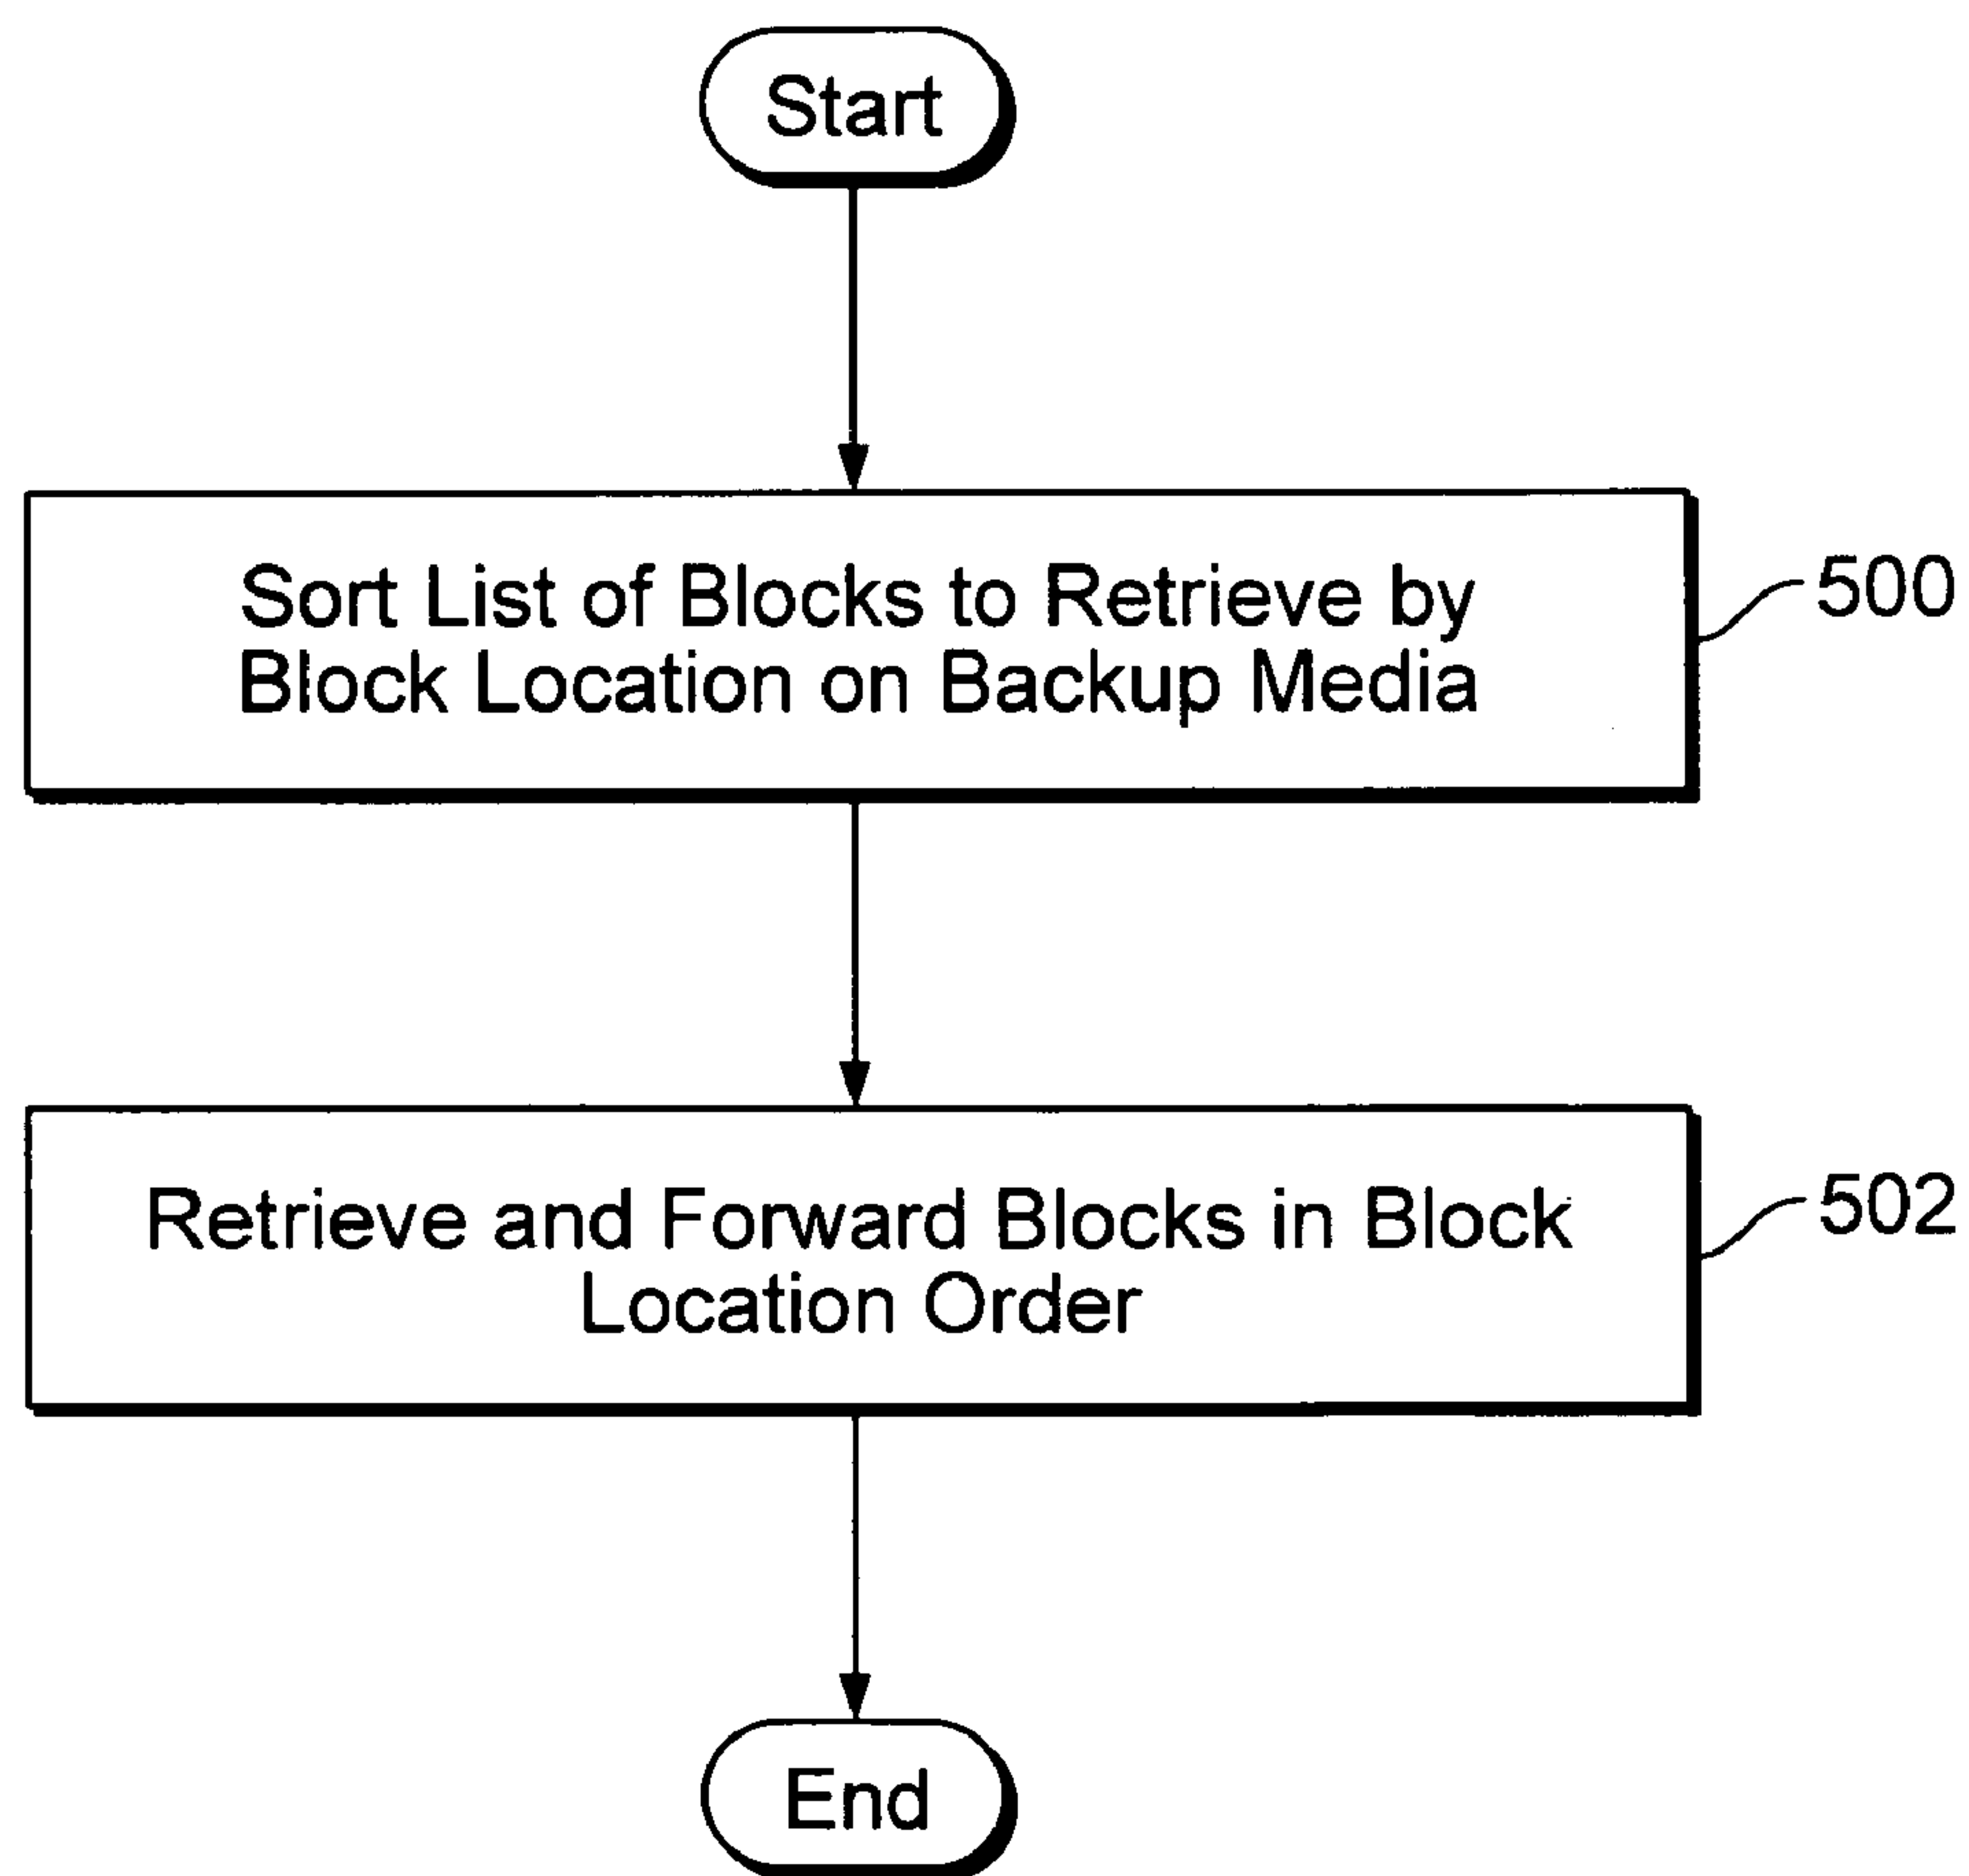 Start
Sort List of Blocks to Retrieve by
Block Location on Backup Media
500
Retrieve and Forward Blocks in Block
Location Order
502
End